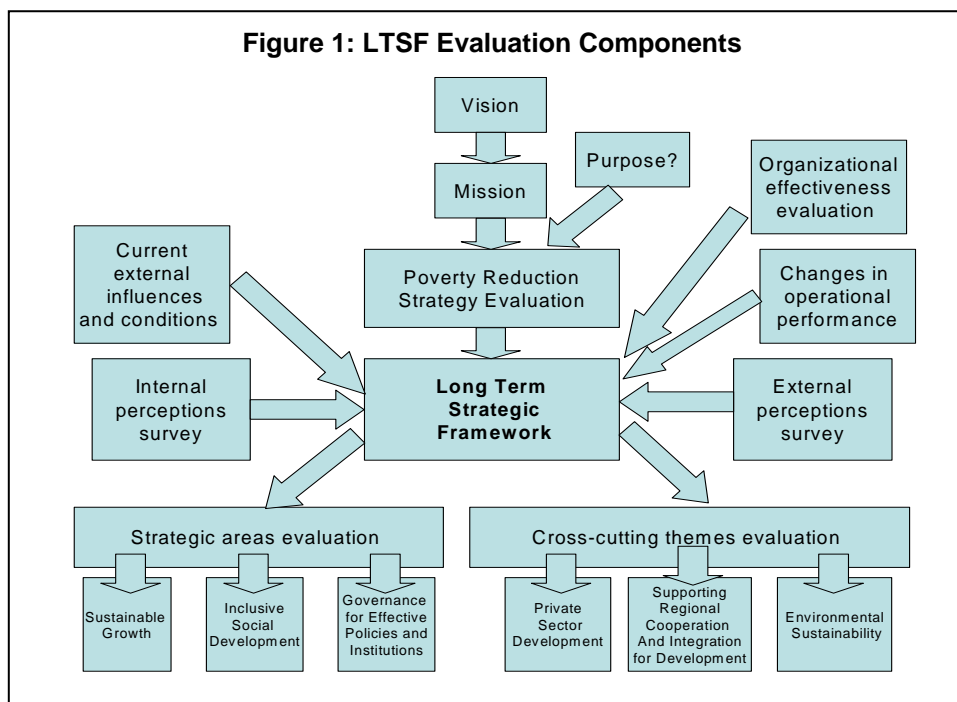 Figure 1: LTSF Evaluation Components
Vision
Mission
Purpose?
Organizational
effectiveness
evaluation
Current
external
influences
and conditions
Poverty Reduction
Strategy Evaluation
Changes in
operational
performance
Internal
perceptions
survey
Long Term
Strategic
Framework
External
perceptions
survey
Strategic areas evaluation
Cross-cutting themes evaluation
Sustainable
Growth
Inclusive
Social
Development
Governance
for Effective
Policies and
Institutions
Private
Sector
Development
Supporting
Regional
Cooperation
And Integration
for Development
Environmental
Sustainability